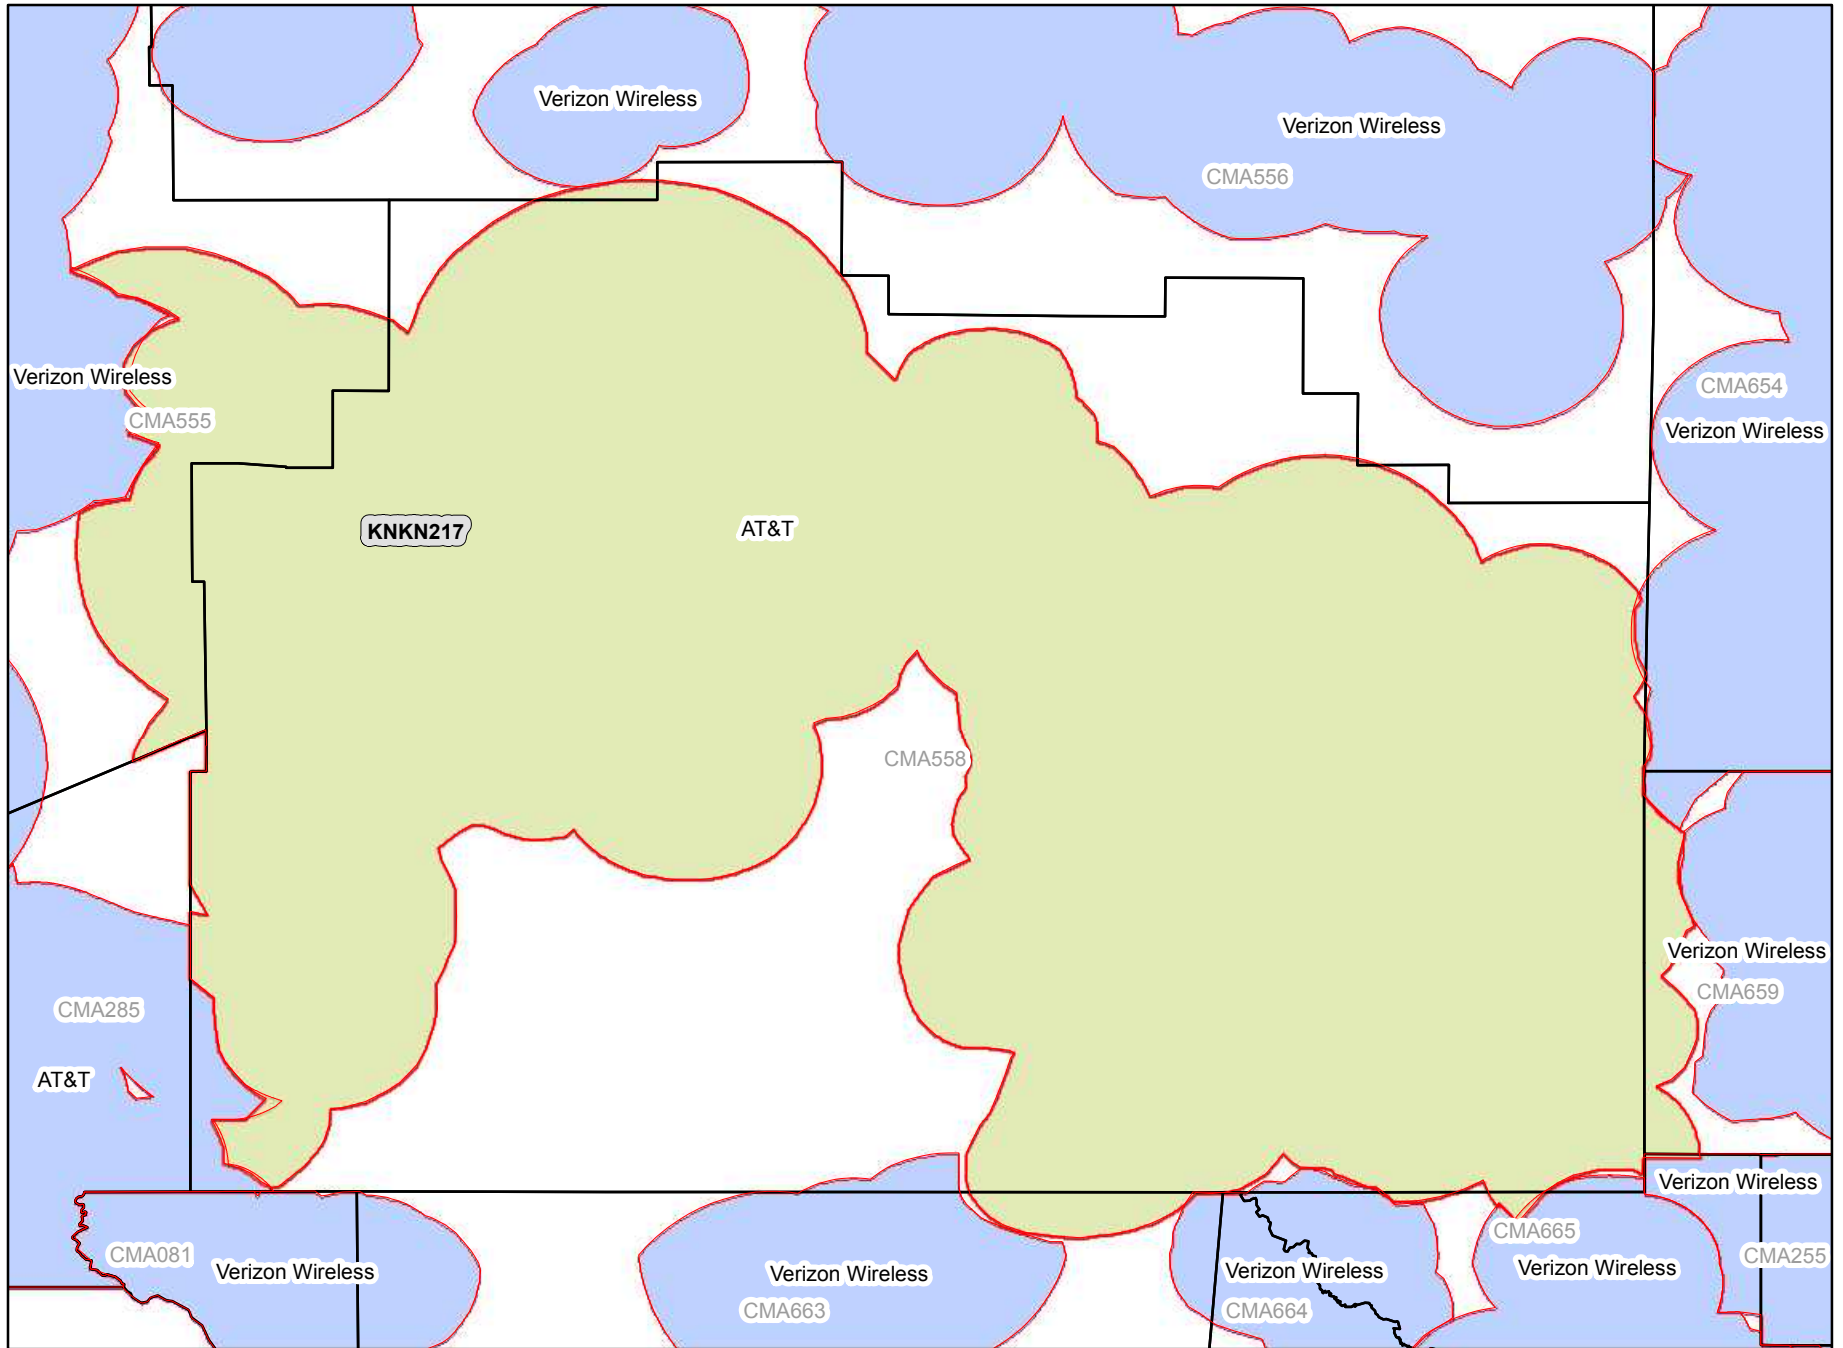 Verizon Wireless
Verizon Wireless
CMA556
Verizon Wireless
CMA555
CMA654
Verizon Wireless
KNKN217
AT&T
CMA558
Verizon Wireless
CMA659
CMA285
AT&T
Verizon Wireless
CMA665
CMA081
Verizon Wireless
Verizon Wireless
CMA663
Verizon Wireless
CMA664
Verizon Wireless
CMA255